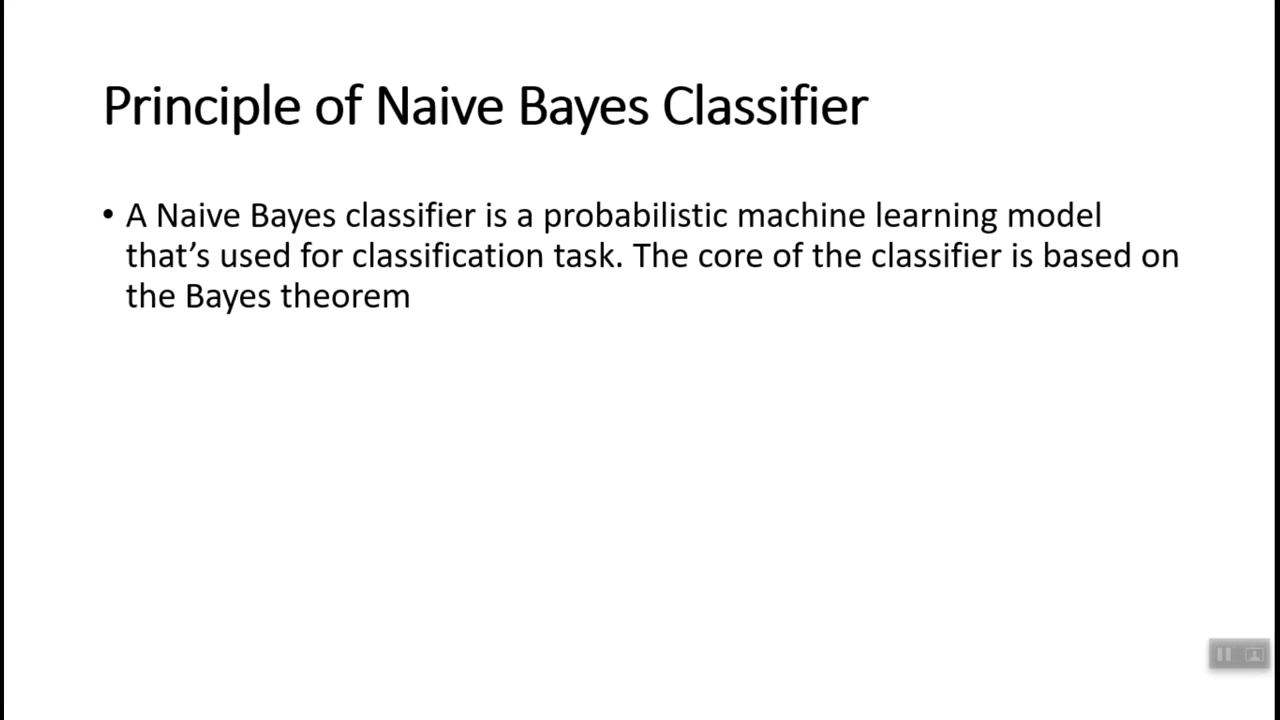 Principle of Naive Bayes Classifier
• A Naive Bayes classifier is a probabilistic machine learning model
that’s used for classification task. The core of the classifier is based on
the Bayes theorem